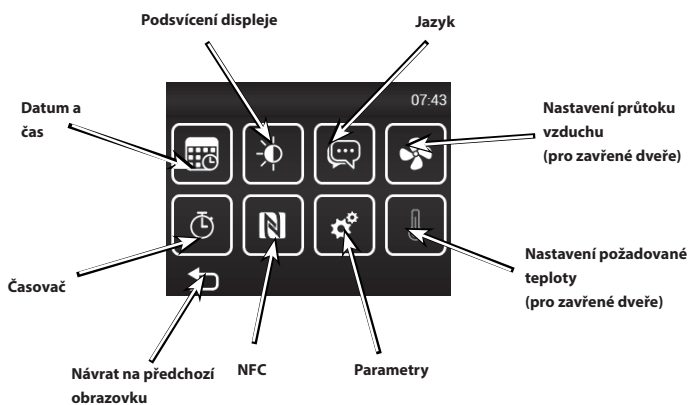 Podsvícení displeje
Jazyk
07:43
Datum a
čas
Nastavení průtoku
vzduchu
(pro zavřené dveře)
Časovač
Nastavení požadované
teploty
(pro zavřené dveře)
Návrat na předchozí
obrazovku
NFC
Parametry